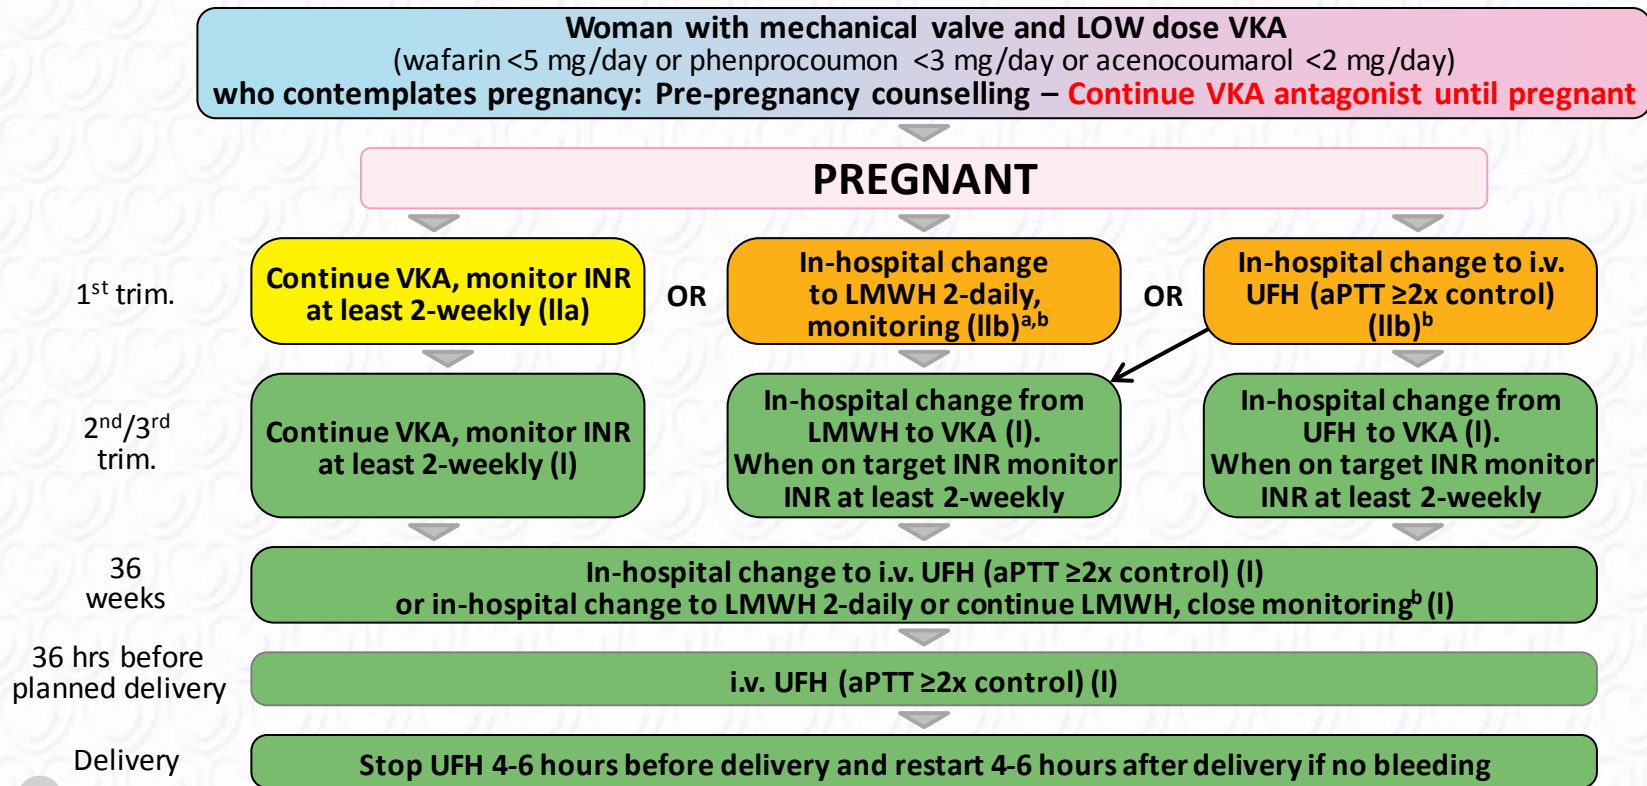 Woman with mechanical valve and LOW dose VKA
(wafarin <5 mg/day or phenprocoumon <3 mg/day or acenocoumarol <2 mg/day)
who contemplates pregnancy: Pre-pregnancy counselling – Continue VKA antagonist until pregnant
PREGNANT
1st trim.
Continue VKA, monitor INR
at least 2-weekly (lla)
OR
In-hospital change
to LMWH 2-daily,
monitoring (llb)a,b
OR
In-hospital change to i.v.
UFH (aPTT ≥2x control)
(llb)b
2nd/3rd
trim.
Continue VKA, monitor INR
at least 2-weekly (l)
In-hospital change from
LMWH to VKA (l).
When on target INR monitor
INR at least 2-weekly
In-hospital change from
UFH to VKA (l).
When on target INR monitor
INR at least 2-weekly
36
weeks
In-hospital change to i.v. UFH (aPTT ≥2x control) (l)
or in-hospital change to LMWH 2-daily or continue LMWH, close monitoringb (l)
36 hrs before
planned delivery
i.v. UFH (aPTT ≥2x control) (l)
Delivery
Stop UFH 4-6 hours before delivery and restart 4-6 hours after delivery if no bleeding